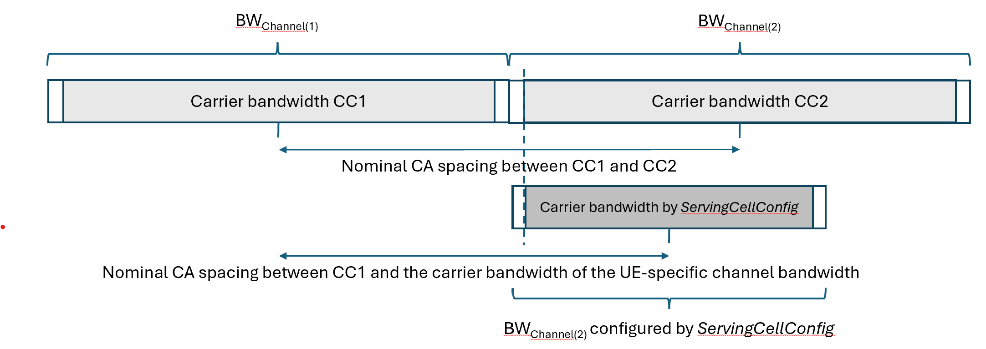 BWChannel(1)
BWChannel(2)
Carrier bandwidth CC1
Carrier bandwidth CC2
Nominal CA spacing between CC1 and CC2
Carrier bandwidth by ServingCellConfig
Nominal CA spacing between CC1 and the carrier bandwidth of the UE-specific channel bandwidth
BWChannel(2) configured by ServingCellConfig